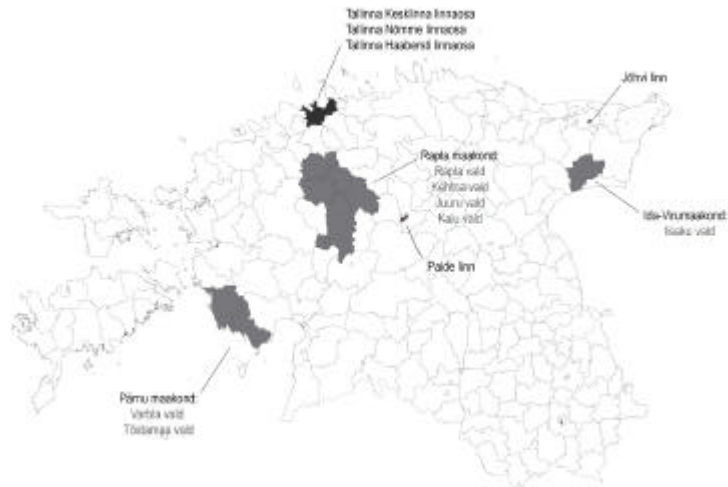 Tallinna Kesklinna linnaosa
Tallinna Nõmme linnaosa
Tallinna Haabersti linnaosa
Jõhvi linn
Rapla maakond:
Rapla vald
Kehtna vald
Juuru vald
Kaiu vald
Ida-Virumaakond:
Iisaku vald
Paide linn
Pärnu maakond:
Varbla vald
Tõstamaa vald